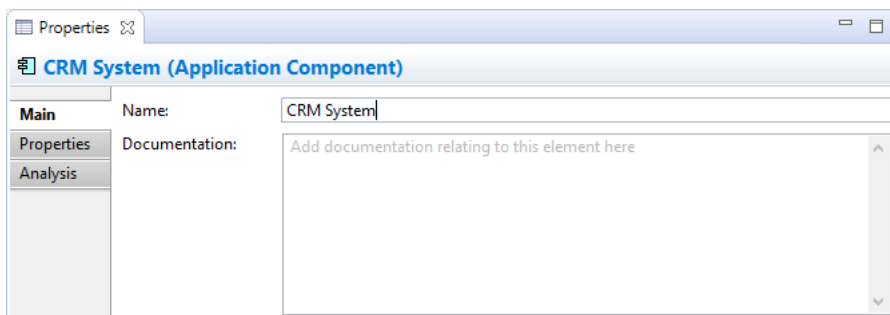 Properties
CRM System (Application Component)
Main
Name:
CRM System
Properties
Documentation:
Add documentation relating to this element here
Analysis